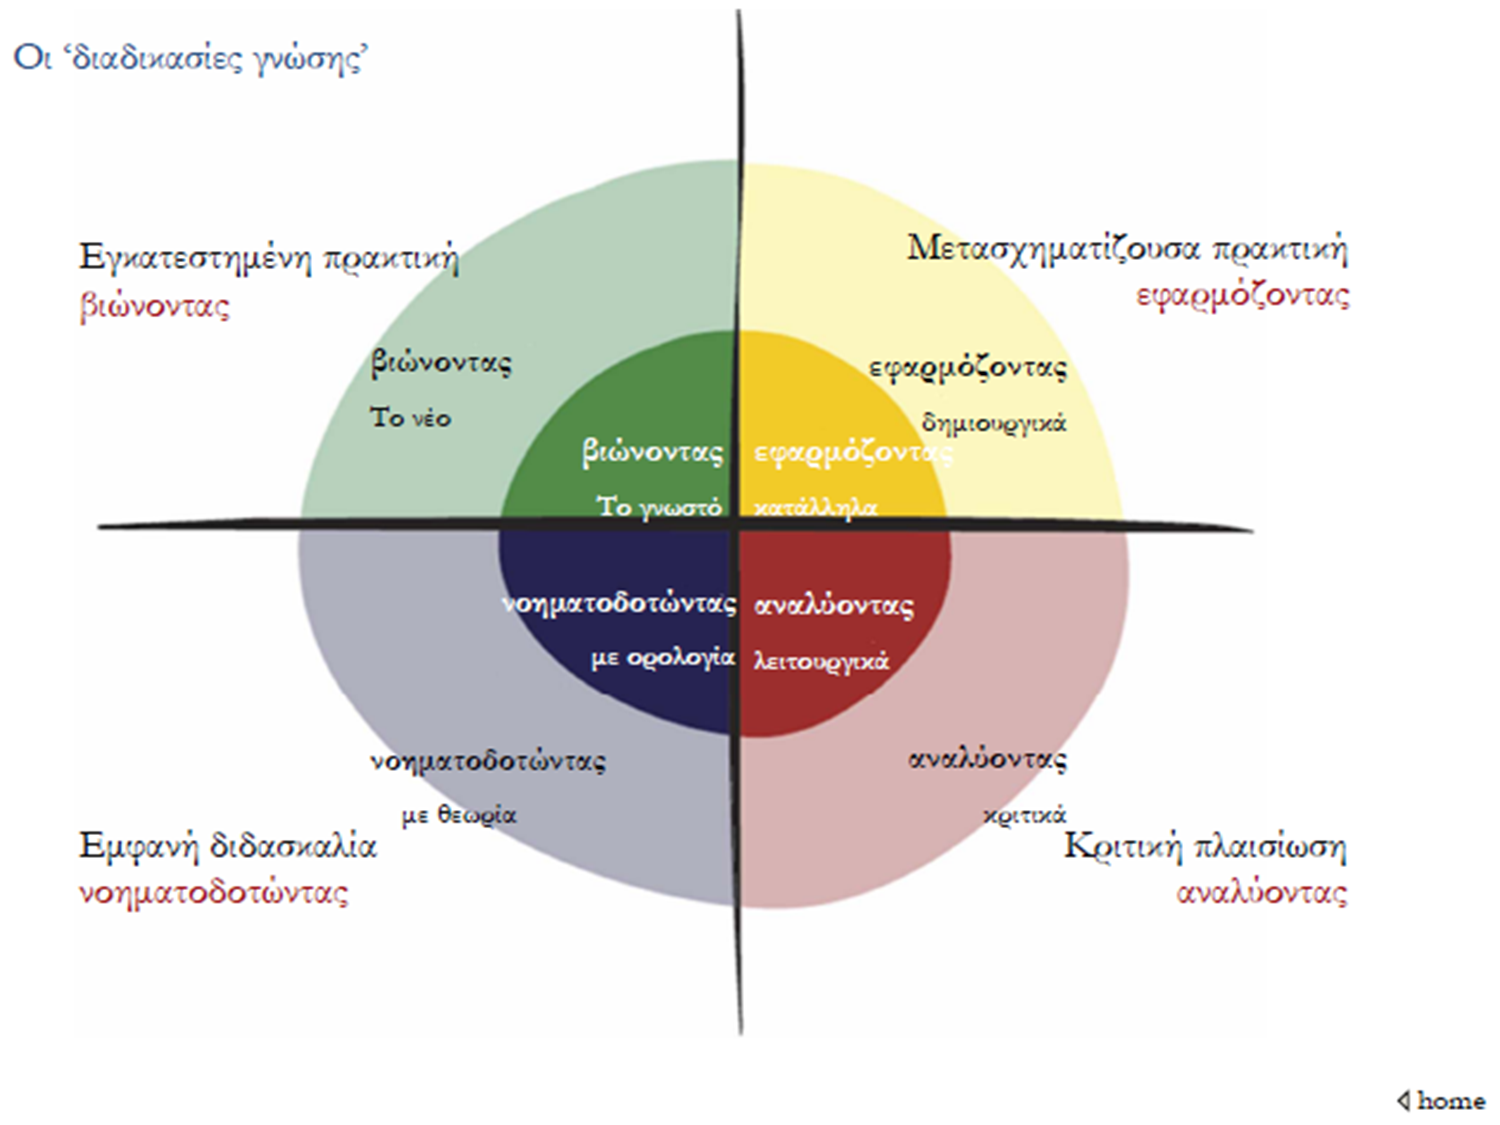 Οι ‘διαδικασίες γνώσης’
Εγκατεστημένη πρακτική
βιώνοντας
Μετασχηματίζουσα πρακτική
εφαρμόζοντας
βιώνοντας
Το νέο
εφαρμόζοντας
δημιουργικά
βιώνοντας
Το γνωστό
εφαρμόζοντας
κατάλληλα
νοηματοδοτώντας
με ορολογία
αναλύοντας
λειτουργικά
νοηματοδοτώντας
με θεωρία
αναλύοντας
κριτικά
Εμφανή διδασκαλία
νοηματοδοτώντας
Κριτική πλαισίωση
αναλύοντας
home